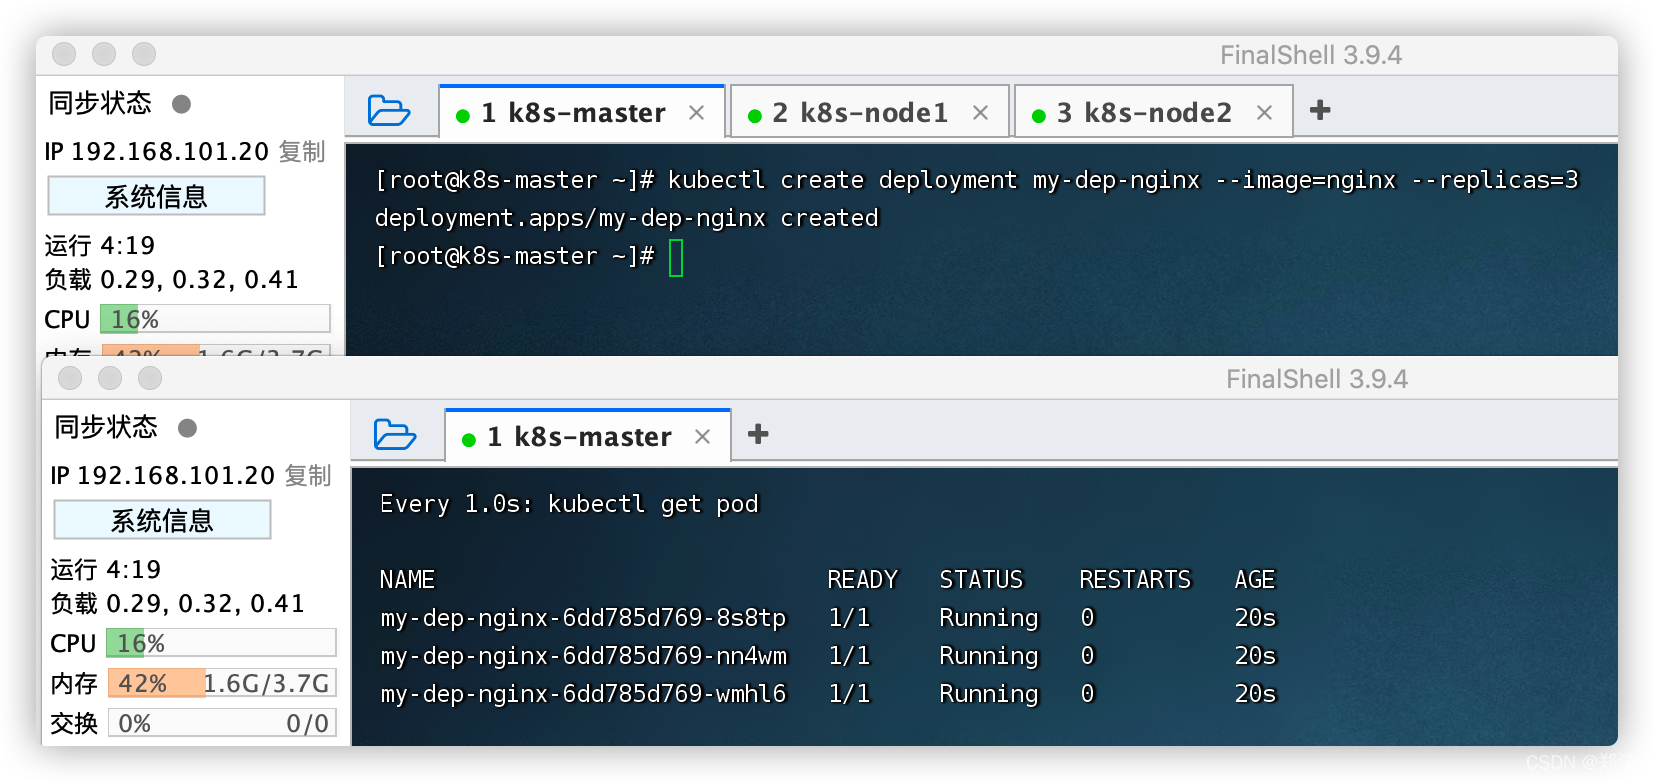 FinalShell 3.9.4
同步状态
1 k8s-master
2 k8s-node1
3 k8s-node2
IP 192.168.101.20 复制
系统信息
运行 4:19
负载 0.29, 0.32, 0.41
CPU 16%
内存 42% 1.6G/3.7G
[root@k8s-master ~]# kubectl create deployment my-dep-nginx --image=nginx --replicas=3
deployment.apps/my-dep-nginx created
[root@k8s-master ~]#
FinalShell 3.9.4
同步状态
1 k8s-master
IP 192.168.101.20 复制
系统信息
运行 4:19
负载 0.29, 0.32, 0.41
CPU 16%
内存 42% 1.6G/3.7G
交换 0% 0/0
Every 1.0s: kubectl get pod
NAME READY STATUS RESTARTS AGE
my-dep-nginx-6dd785d769-8s8tp 1/1 Running 0 20s
my-dep-nginx-6dd785d769-nn4wm 1/1 Running 0 20s
my-dep-nginx-6dd785d769-wmhl6 1/1 Running 0 20s
CSDN